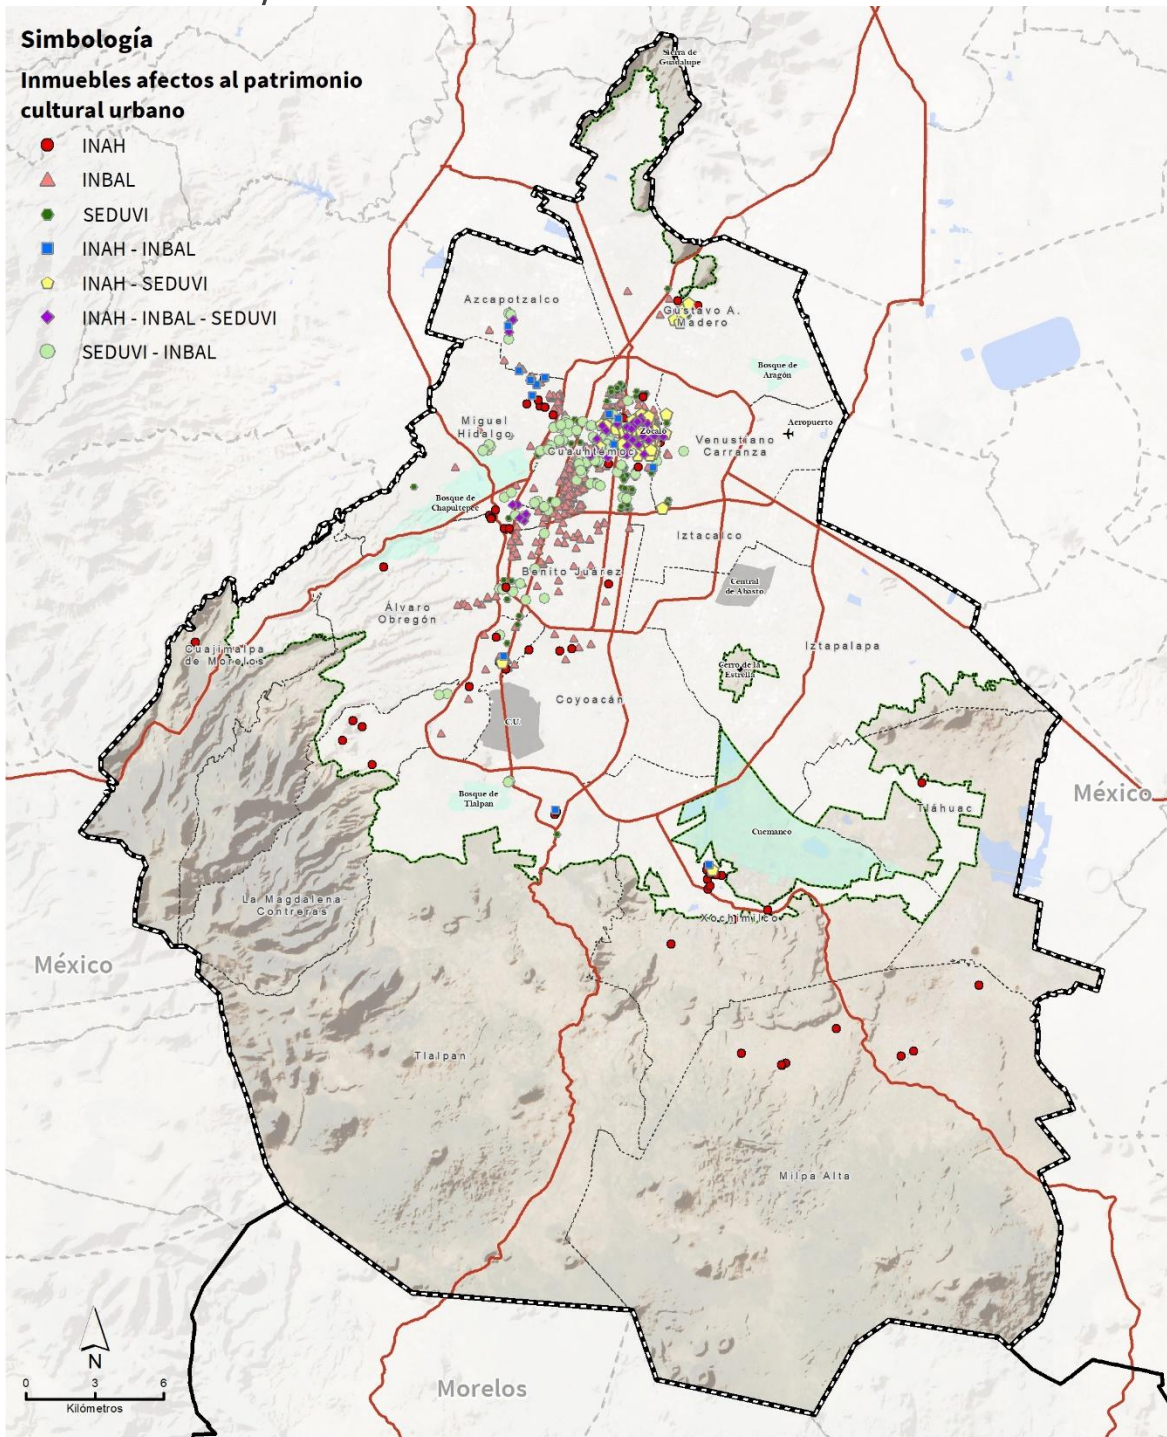 Simbología
Inmuebles afectos al patrimonio
cultural urbano
INAH
INBAL
SEDUVI
INAH - INBAL
INAH - SEDUVI
INAH - INBAL - SEDUVI
SEDUVI - INBAL
Sierra de
Guadalupe
Azcapotzalco
Gustavo A.
Madero
Bosque de
Aragón
Miguel
Hidalgo
Aeropuerto
Zócalo
Cuauhtémoc
Venustiano
Carranza
Bosque de
Chapultepec
Iztacalco
Benito Juárez
Central
de Abasto
Álvaro
Obregón
Cuajimalpa
de Morelos
Iztapalapa
Cerro de la
Estrella
Coyoacán
C.U.
Bosque de
Tlalpan
México
Tláhuac
Cuemanco
La Magdalena
Contreras
Xochimilco
México
Tlalpan
Milpa Alta
N
0 3 6
Kilómetros
Morelos